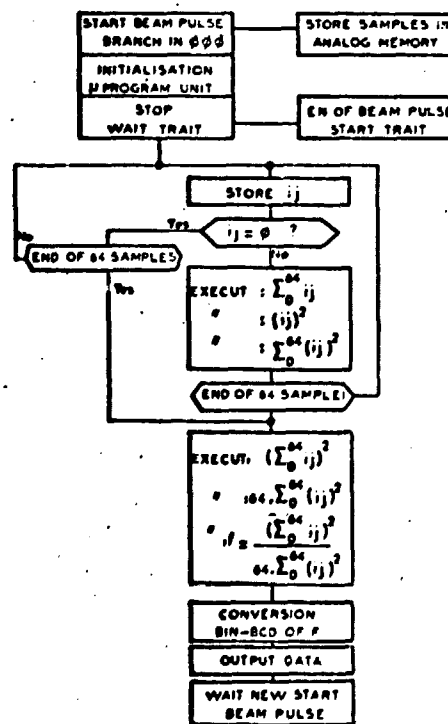 START BEAM PULSE
BRANCH IN ØØØ
STORE SAMPLES IN
ANALOG MEMORY
INITIALISATION
μPROGRAM UNIT
STOP
WAIT TRAIT
EN OF BEAM PULSE
START TRAIT
STORE ij
Yes
ij = Ø ?
No
No
END OF 64 SAMPLES
Yes
EXECUT : Σ₀⁶⁴ ij
" : (ij)²
" : Σ₀⁶⁴ (ij)²
END OF 64 SAMPLE
EXECUT: (Σ₀⁶⁴ ij)²
" :64. Σ₀⁶⁴ (ij)²
" ,f = (Σ₀⁶⁴ ij)²
64. Σ₀⁶⁴ (ij)²
CONVERSION
BIN-BCD OF F
OUTPUT DATA
WAIT NEW START
BEAM PULSE